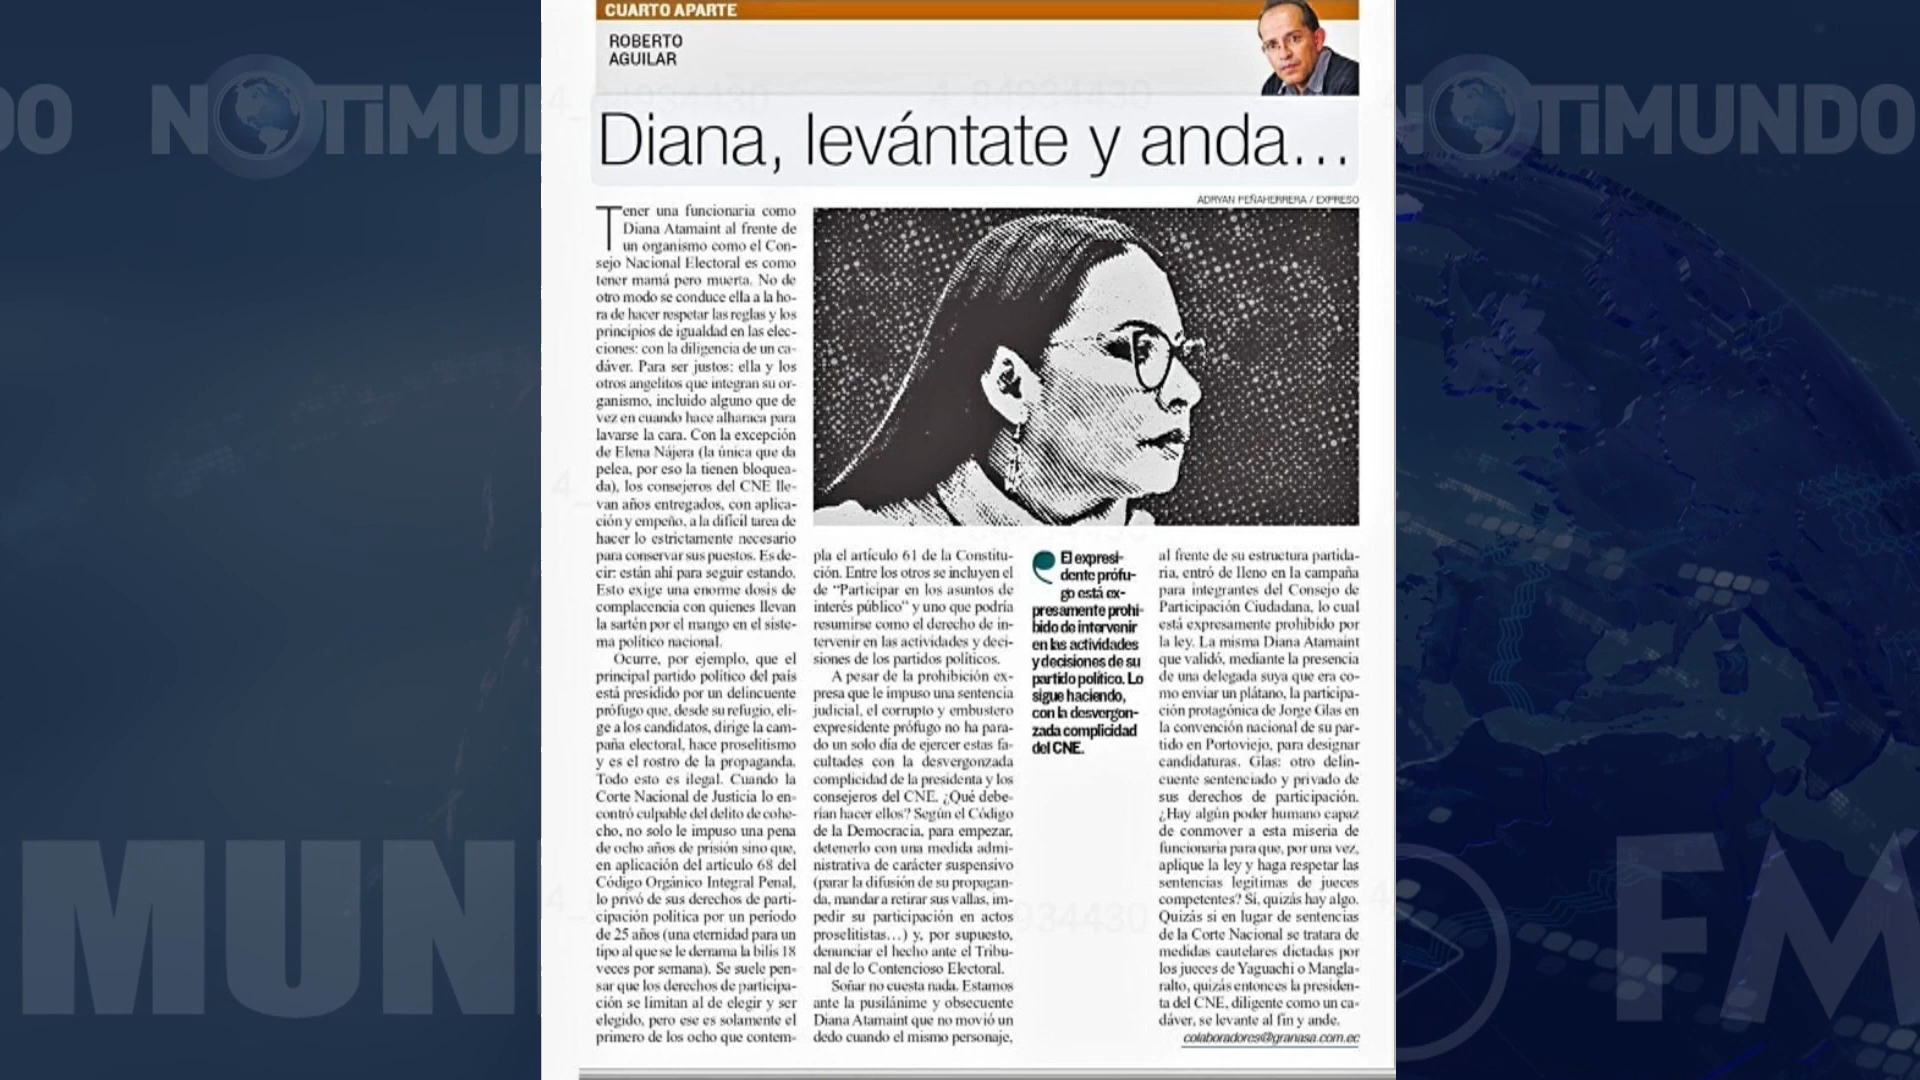 CUARTO APARTE
ROBERTO
AGUILAR
NOTIMUNDO
Diana, levántate y anda...
ADRYAN PEÑAHERRERA / EXPRESO
Tener una funcionaria como
Diana Atamaint al frente de
un organismo como el Con-
sejo Nacional Electoral es como
tener mamá pero muerta. No de
otro modo se conduce ella a la ho-
ra de hacer respetar las reglas y los
principios de igualdad en las elec-
ciones: con la diligencia de un ca-
dáver. Para ser justos: ella y los
otros angelitos que integran su or-
ganismo, incluido alguno que de
vez en cuando hace alharaca para
lavarse la cara. Con la excepción
de Elena Nájera (la única que da
pelea, por eso la tienen bloquea-
da), los consejeros del CNE lle-
van años entregados, con aplica-
ción y empeño, a la difícil tarea de
hacer lo estrictamente necesario
para conservar sus puestos. Es de-
cir: están ahí para seguir estando.
Esto exige una enorme dosis de
complacencia con quienes llevan
la sartén por el mango en el siste-
ma político nacional.
Ocurre, por ejemplo, que el
principal partido político del país
está presidido por un delincuente
prófugo que, desde su refugio, eli-
ge a los candidatos, dirige la cam-
paña electoral, hace proselitismo
y es el rostro de la propaganda.
Todo esto es ilegal. Cuando la
Corte Nacional de Justicia lo en-
contró culpable del delito de cohe-
cho, no solo le impuso una pena
de ocho años de prisión sino que,
en aplicación del artículo 68 del
Código Orgánico Integral Penal,
lo privó de sus derechos de parti-
cipación política por un periodo
de 25 años (una eternidad para un
tipo al que se le derrama la bilis 18
veces por semana). Se suele pen-
sar que los derechos de participa-
ción se limitan al de elegir y ser
elegido, pero ese es solamente el
primero de los ocho que contem-
pla el artículo 61 de la Constitu-
ción. Entre los otros se incluyen el
de “Participar en los asuntos de
interés público” y uno que podría
resumirse como el derecho de in-
tervenir en las actividades y deci-
siones de los partidos políticos.
A pesar de la prohibición ex-
presa que le impuso una sentencia
judicial, el corrupto y embustero
expresidente prófugo no ha para-
do un solo día de ejercer estas fa-
cultades con la desvergonzada
complicidad de la presidenta y los
consejeros del CNE. ¿Qué debe-
rían hacer ellos? Según el Código
de la Democracia, para empezar,
detenerlo con una medida admi-
nistrativa de carácter suspensivo
(parar la difusión de su propagan-
da, mandar a retirar sus vallas, im-
pedir su participación en actos
proselitistas...) y, por supuesto,
denunciar el hecho ante el Tribu-
nal de lo Contencioso Electoral.
Soñar no cuesta nada. Estamos
ante la pusilánime y obsecuente
Diana Atamaint que no movió un
dedo cuando el mismo personaje,
El expresi-
dente prófu-
go está ex-
presamente prohi-
bido de intervenir
en las actividades
y decisiones de su
partido político. Lo
sigue haciendo,
con la desvergon-
zada complicidad
del CNE.
al frente de su estructura partida-
ria, entró de lleno en la campaña
para integrantes del Consejo de
Participación Ciudadana, lo cual
está expresamente prohibido por
la ley. La misma Diana Atamaint
que validó, mediante la presencia
de una delegada suya que era co-
mo enviar un plátano, la participa-
ción protagónica de Jorge Glas en
la convención nacional de su par-
tido en Portoviejo, para designar
candidaturas. Glas: otro delin-
cuente sentenciado y privado de
sus derechos de participación.
¿Hay algún poder humano capaz
de conmover a esta miseria de
funcionaria para que, por una vez,
aplique la ley y haga respetar las
sentencias legítimas de jueces
competentes? Sí, quizás hay algo.
Quizás si en lugar de sentencias
de la Corte Nacional se tratara de
medidas cautelares dictadas por
los jueces de Yaguachi o Mangla-
ralto, quizás entonces la presiden-
ta del CNE, diligente como un ca-
dáver, se levante al fin y ande.
colaboradores@granasa.com.ec
MUN
FM